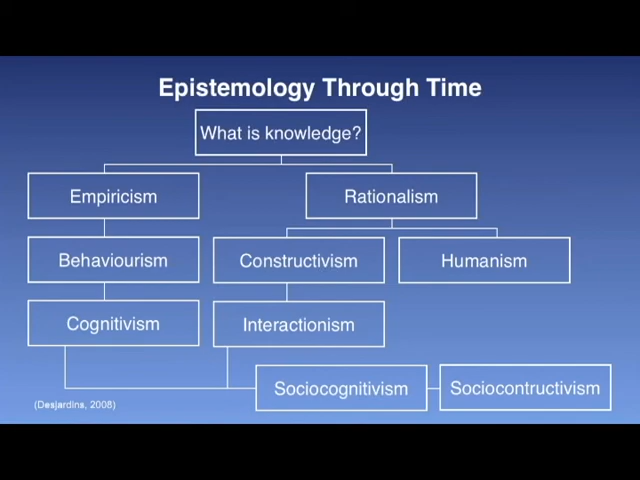 Epistemology Through Time
What is knowledge?
Empiricism
Rationalism
Behaviourism
Constructivism
Humanism
Cognitivism
Interactionism
Sociocognitivism
Sociocontructivism
(Desjardins, 2008)